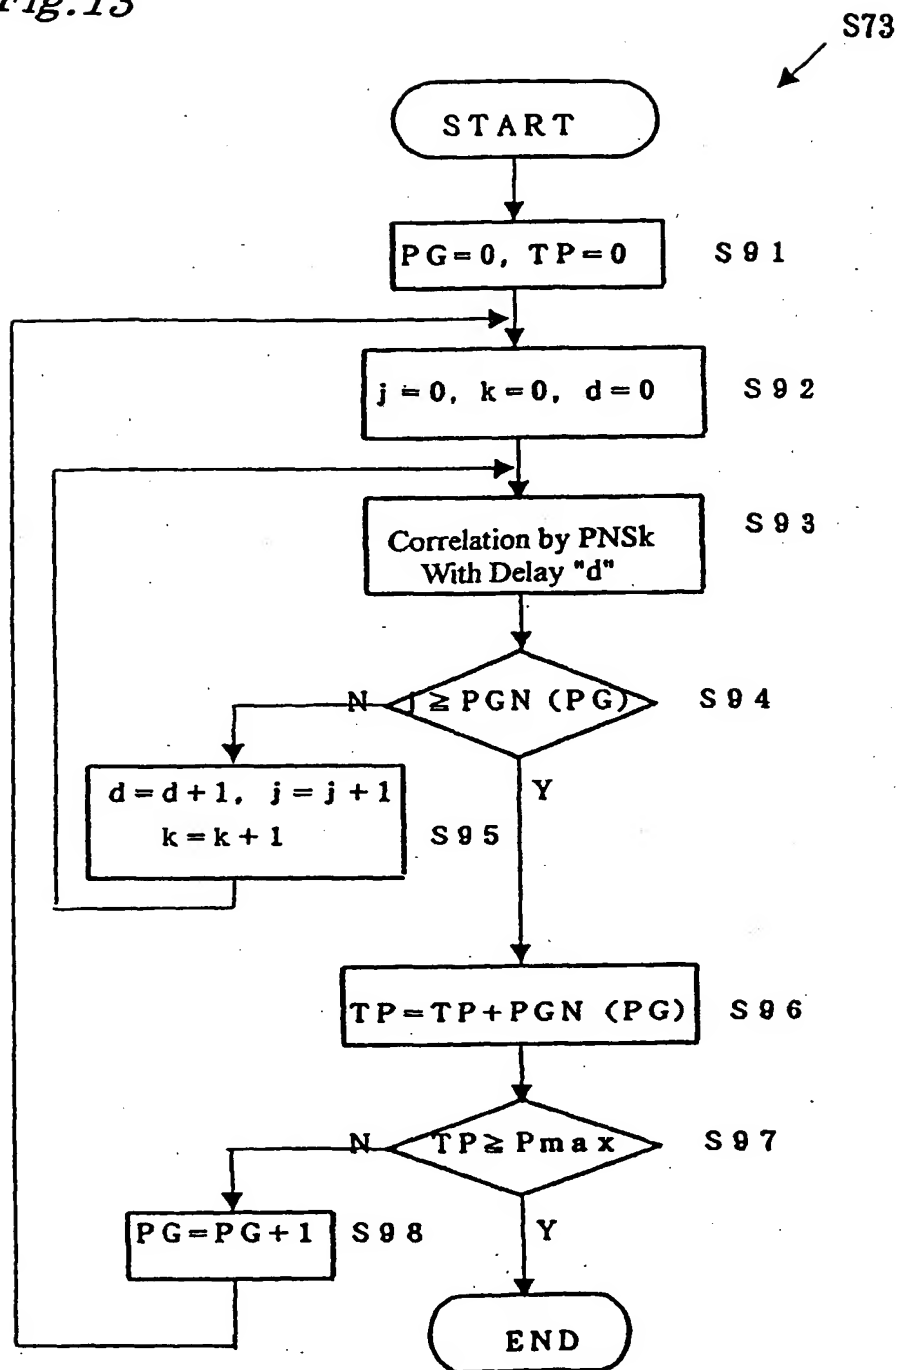 Fig.13
S73
START
PG=0, TP=0 S91
j=0, k=0, d=0 S92
Correlation by PNSk
With Delay "d"
S93
N j ≧ PGN (PG) S94
Y
d=d+1, j=j+1
k=k+1
S95
TP=TP+PGN (PG) S96
N TP≧Pmax S97
Y
PG=PG+1 S98
END